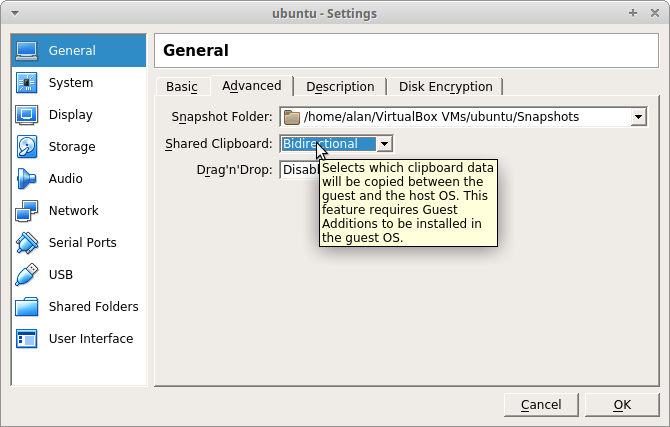 ubuntu - Settings
General
System
Display
Storage
Audio
Network
Serial Ports
USB
Shared Folders
User Interface
General
Basic Advanced Description Disk Encryption
Snapshot Folder: /home/alan/VirtualBox VMs/ubuntu/Snapshots
Shared Clipboard: Bidirectional
Drag'n'Drop:
Selects which clipboard data
will be copied between the
guest and the host OS. This
feature requires Guest
Additions to be installed in
the guest OS.
Cancel OK